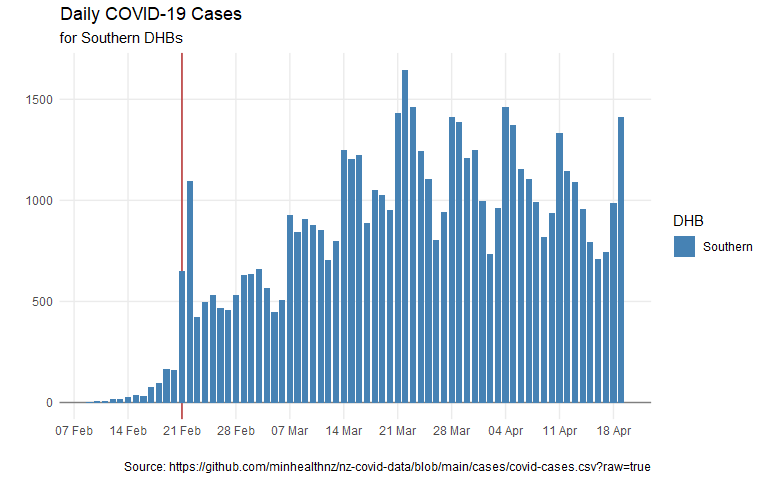 Daily COVID-19 Cases
for Southern DHBs
1500
1000
500
0
07 Feb 14 Feb 21 Feb 28 Feb 07 Mar 14 Mar 21 Mar 28 Mar 04 Apr 11 Apr 18 Apr
DHB
Southern
Source: https://github.com/minhealthnz/nz-covid-data/blob/main/cases/covid-cases.csv?raw=true